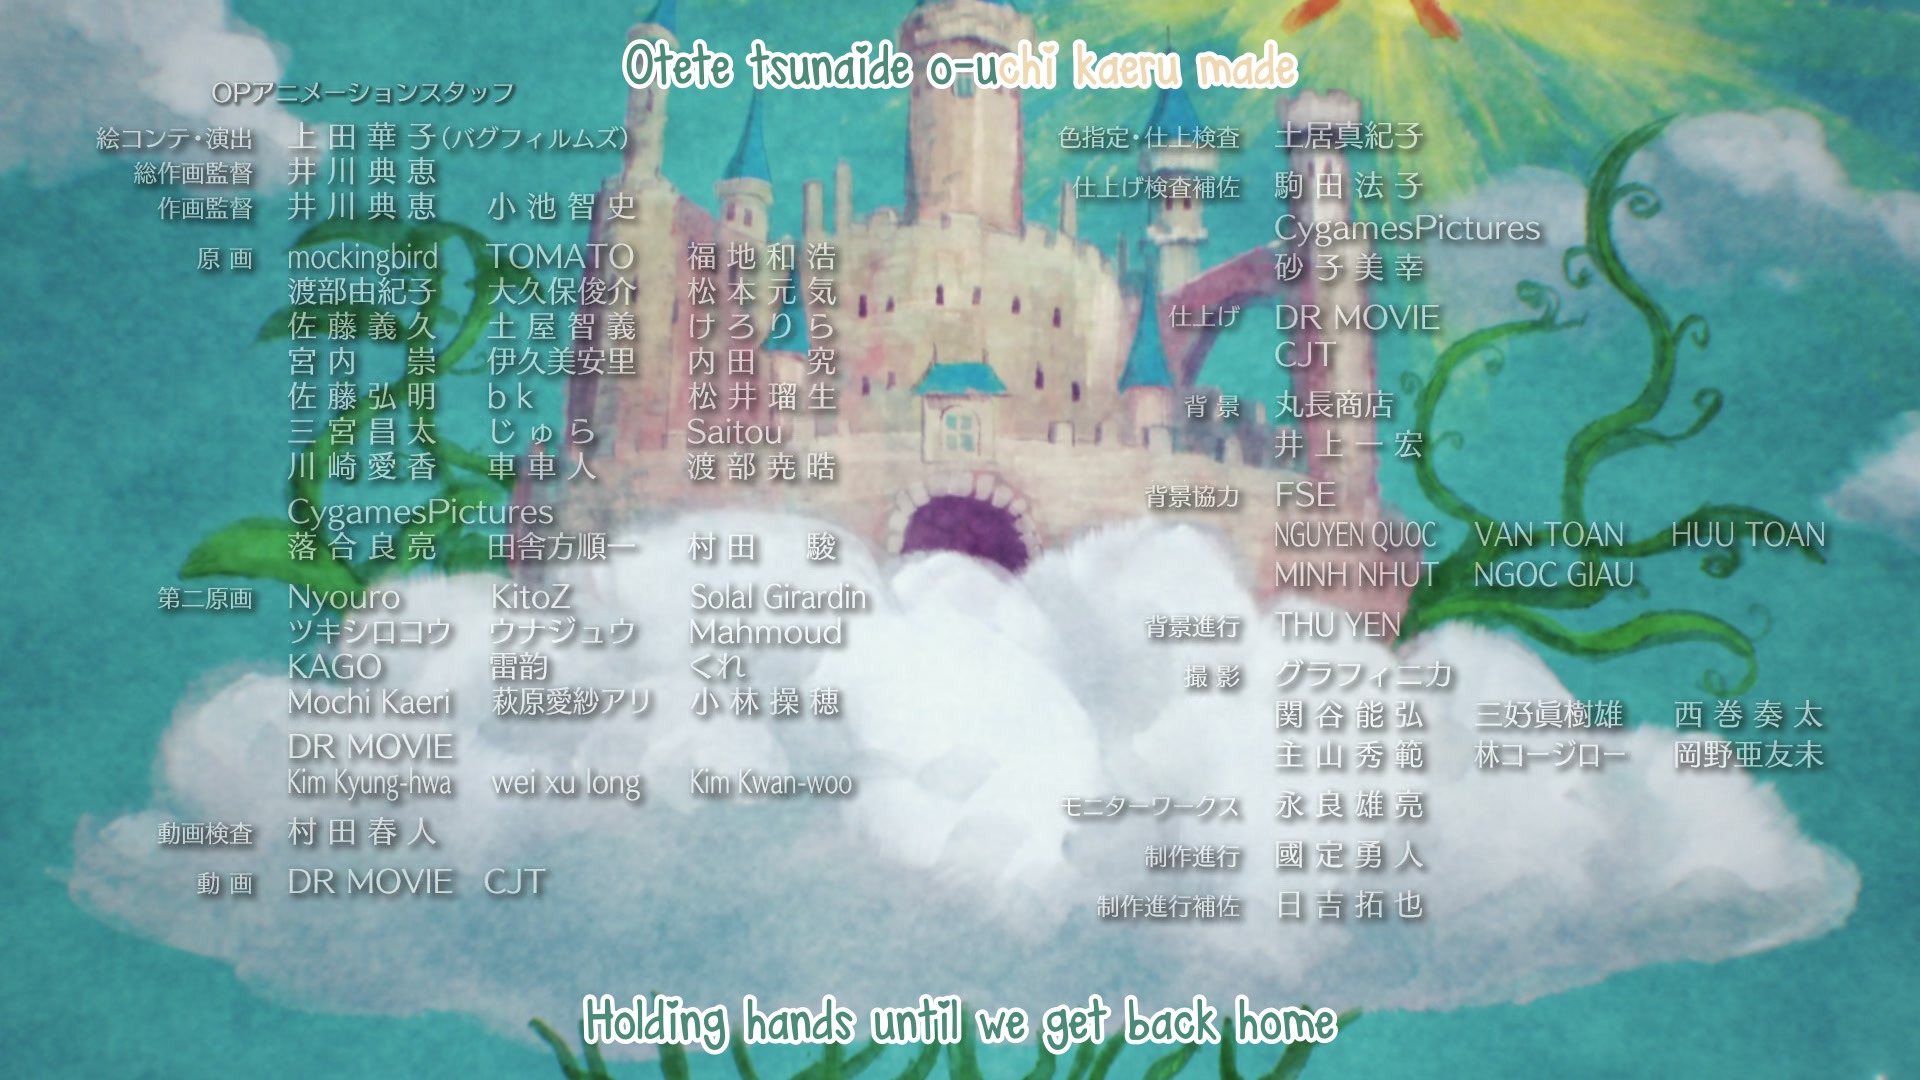 Otete tsunaide o-uchi kaeru made
OPアニメーションスタッフ
絵コンテ・演出 上田華子(バグフィルムズ)
総作画監督 井川典恵
作画監督 井川典恵 小池智史
原画 mockingbird TOMATO 福地和浩
渡部由紀子 大久保俊介 松本元気
佐藤義久 土屋智義 けろりら
宮内崇 伊久美安里 内田究
佐藤弘明 bk 松井瑠生
三宮昌太 じゅら Saitou
川崎愛香 車車人 渡部尭晧
CygamesPictures
落合良亮 田舎方順一 村田駿
第二原画 Nyouro KitoZ Solal Girardin
ツキシロコウ ウナジュウ Mahmoud
KAGO 雷韵 くれ
Mochi Kaeri 萩原愛紗アリ 小林操穂
DR MOVIE
Kim Kyung-hwa wei xu long Kim Kwan-woo
動画検査 村田春人
動画 DR MOVIE CJT
色指定・仕上検査 土居真紀子
仕上げ検査補佐 駒田法子
CygamesPictures
砂子美幸
仕上げ DR MOVIE
CJT
背景 丸長商店
井上一宏
背景協力 FSE
NGUYEN QUOC VAN TOAN HUU TOAN
MINH NHUT NGOC GIAU
背景進行 THU YEN
撮影 グラフィニカ
関谷能弘 三好眞樹雄 西巻奏太
主山秀範 林コージロー 岡野亜友未
モニターワークス 永良雄亮
制作進行 國定勇人
制作進行補佐 日吉拓也
Holding hands until we get back home